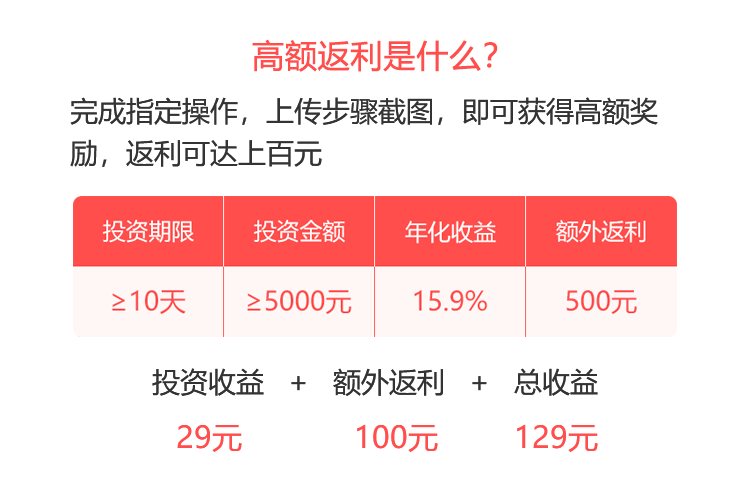 高额返利是什么?
完成指定操作，上传步骤截图，即可获得高额奖
励，返利可达上百元
投资期限 投资金额 年化收益 额外返利
≥10天 ≥5000元 15.9% 500元
投资收益 + 额外返利 + 总收益
29元 100元 129元